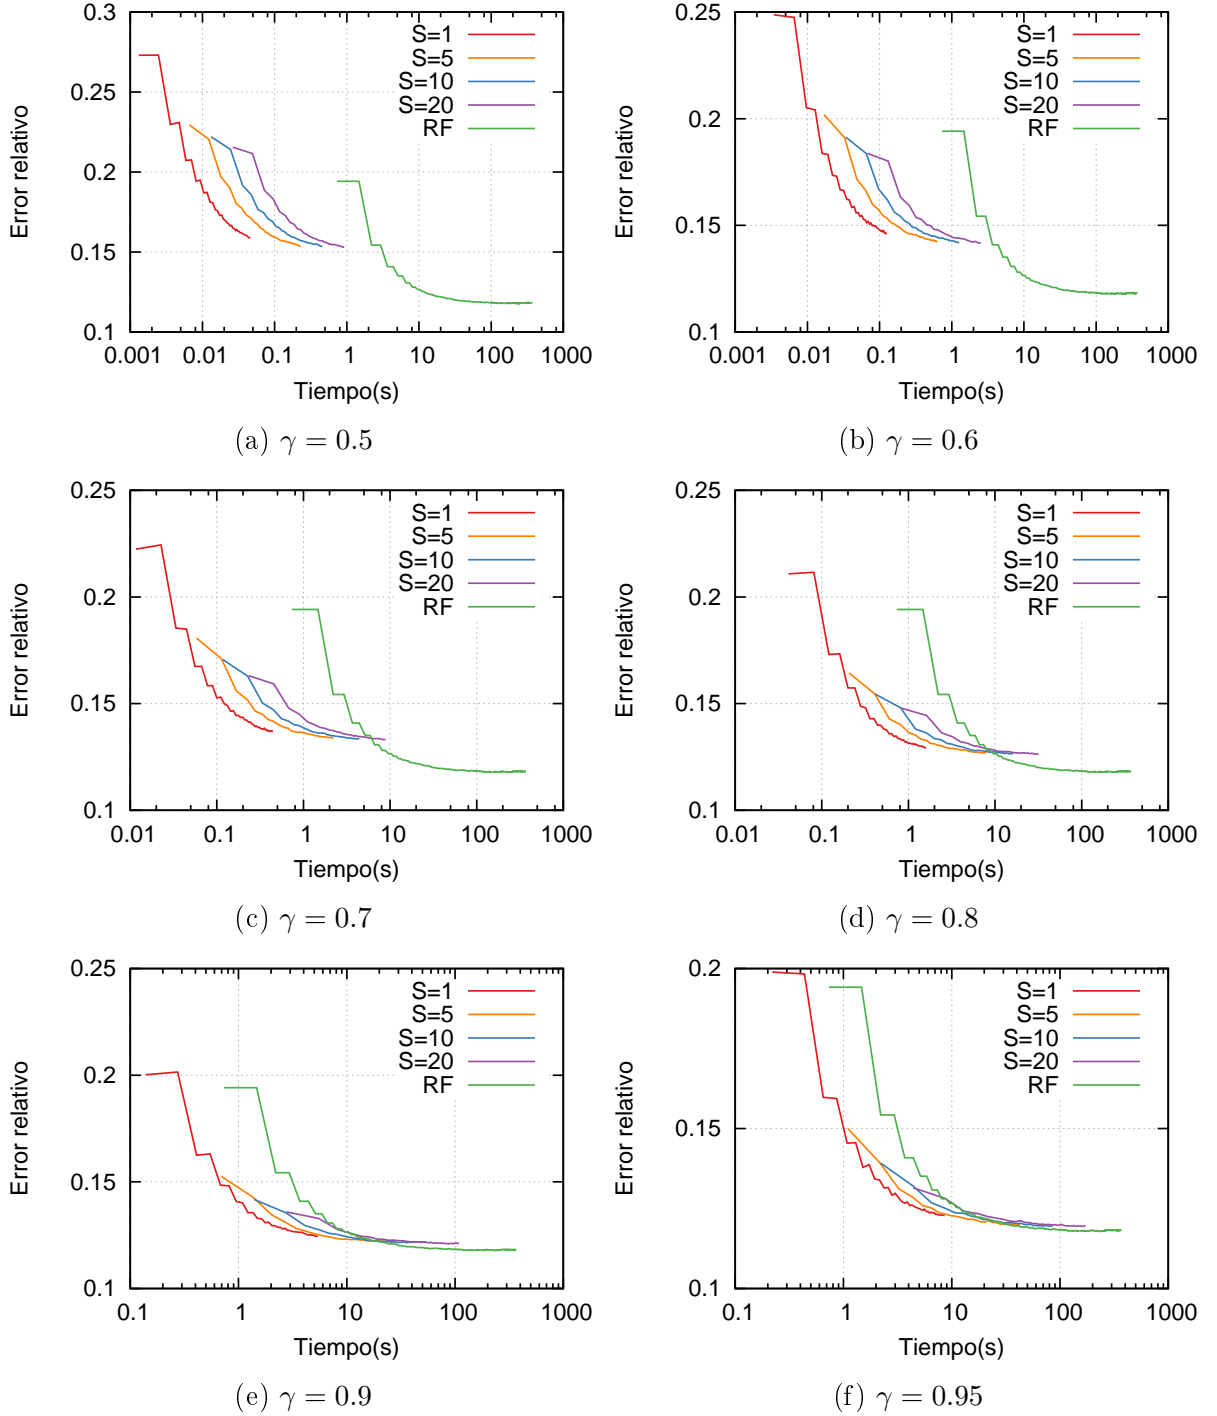 0.3
0.25
0.2
0.15
0.1
Error relativo
S=1
S=5
S=10
S=20
RF
0.001 0.01 0.1 1 10 100 1000
Tiempo(s)
(a) γ = 0.5
0.25
0.2
0.15
0.1
Error relativo
S=1
S=5
S=10
S=20
RF
0.001 0.01 0.1 1 10 100 1000
Tiempo(s)
(b) γ = 0.6
0.25
0.2
0.15
0.1
Error relativo
S=1
S=5
S=10
S=20
RF
0.01 0.1 1 10 100 1000
Tiempo(s)
(c) γ = 0.7
0.25
0.2
0.15
0.1
Error relativo
S=1
S=5
S=10
S=20
RF
0.01 0.1 1 10 100 1000
Tiempo(s)
(d) γ = 0.8
0.25
0.2
0.15
0.1
Error relativo
S=1
S=5
S=10
S=20
RF
0.1 1 10 100 1000
Tiempo(s)
(e) γ = 0.9
0.2
0.15
0.1
Error relativo
S=1
S=5
S=10
S=20
RF
0.1 1 10 100 1000
Tiempo(s)
(f) γ = 0.95